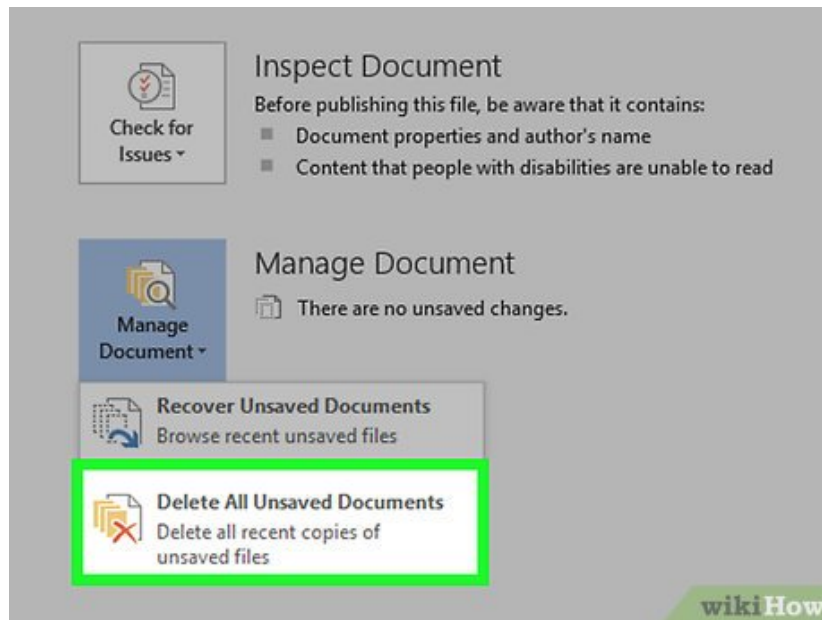 Inspect Document
Check for
Issues
Before publishing this file, be aware that it contains:
Document properties and author's name
Content that people with disabilities are unable to read
Manage Document
Manage
Document
There are no unsaved changes.
Recover Unsaved Documents
Browse recent unsaved files
Delete All Unsaved Documents
Delete all recent copies of
unsaved files
wikiHow